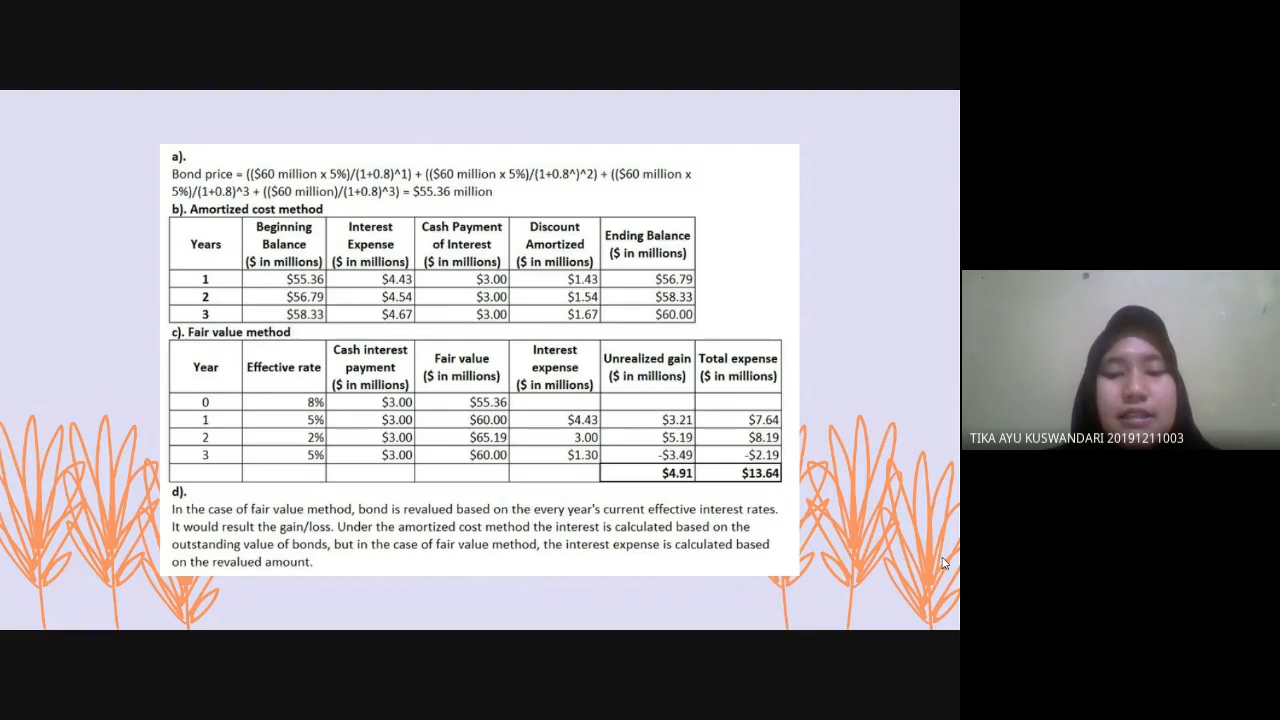 a).
Bond price = (($60 million x 5%)/(1+0.8)^1) + (($60 million x 5%)/(1+0.8^)^2) + (($60 million x
5%)/(1+0.8)^3 + (($60 million)/(1+0.8)^3) = $55.36 million
b). Amortized cost method
Years Beginning Balance ($ in millions) Interest Expense ($ in millions) Cash Payment of Interest ($ in millions) Discount Amortized ($ in millions) Ending Balance ($ in millions)
1 $55.36 $4.43 $3.00 $1.43 $56.79
2 $56.79 $4.54 $3.00 $1.54 $58.33
3 $58.33 $4.67 $3.00 $1.67 $60.00
c). Fair value method
Year Effective rate Cash interest payment ($ in millions) Fair value ($ in millions) Interest expense ($ in millions) Unrealized gain ($ in millions) Total expense ($ in millions)
0 8% $3.00 $55.36
1 5% $3.00 $60.00 $4.43 $3.21 $7.64
2 2% $3.00 $65.19 3.00 $5.19 $8.19
3 5% $3.00 $60.00 $1.30 -$3.49 -$2.19
$4.91 $13.64
d).
In the case of fair value method, bond is revalued based on the every year's current effective interest rates.
It would result the gain/loss. Under the amortized cost method the interest is calculated based on the
outstanding value of bonds, but in the case of fair value method, the interest expense is calculated based
on the revalued amount.
TIKA AYU KUSWANDARI 20191211003